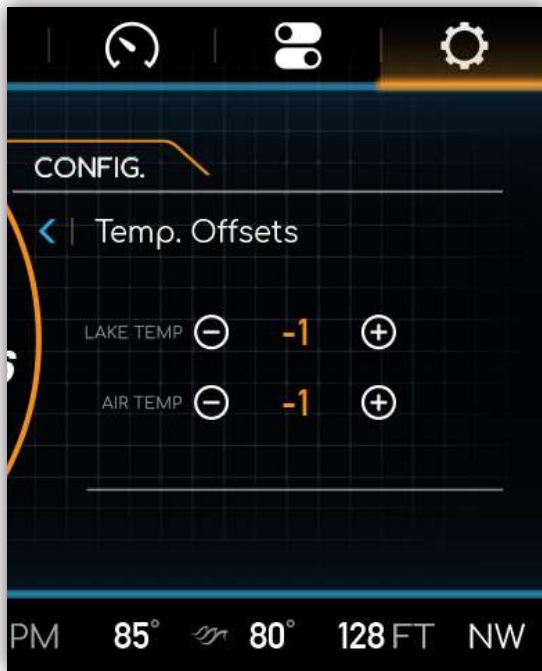 CONFIG.
< | Temp. Offsets
LAKE TEMP -1
AIR TEMP -1
PM 85° 80° 128 FT NW